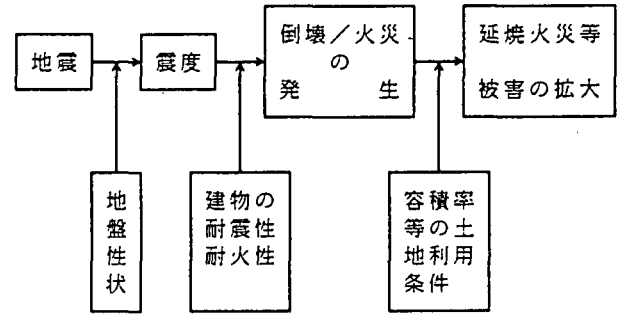 地震
震度
倒壊/火災
の
発生
延焼火災等
被害の拡大
地
盤
性
状
建物の
耐震性
耐火性
容積率
等の土
地利用
条件